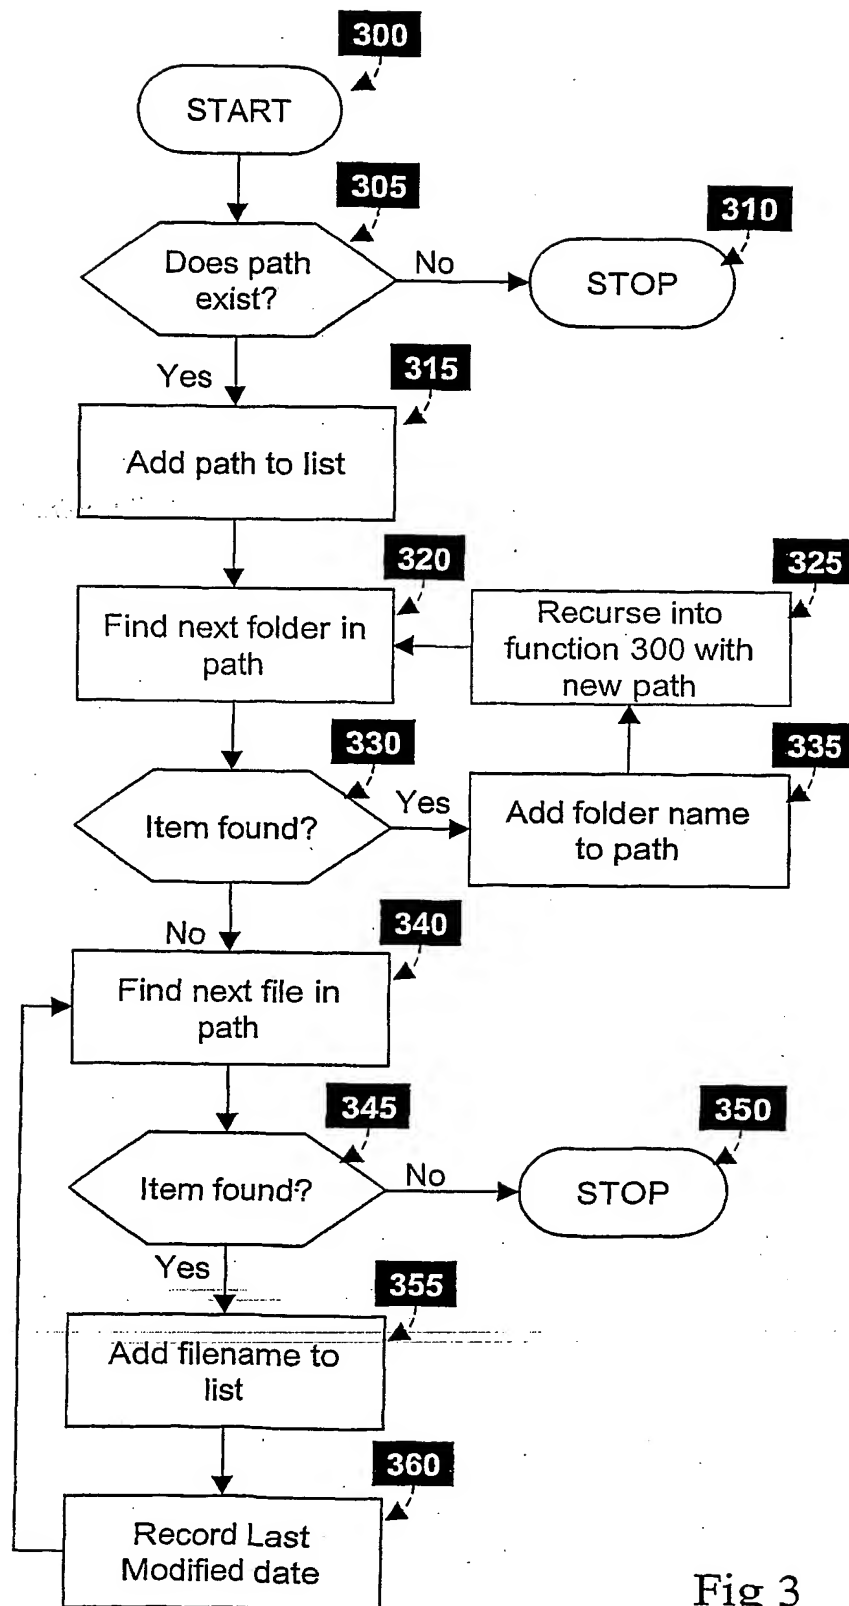 300
START
305
310
Does path
exist?
No
STOP
Yes
315
Add path to list
320
325
Find next folder in
path
Recurse into
function 300 with
new path
330
335
Item found?
Yes
Add folder name
to path
No
340
Find next file in
path
345
350
Item found?
No
STOP
Yes
355
Add filename to
list
360
Record Last
Modified date
Fig 3